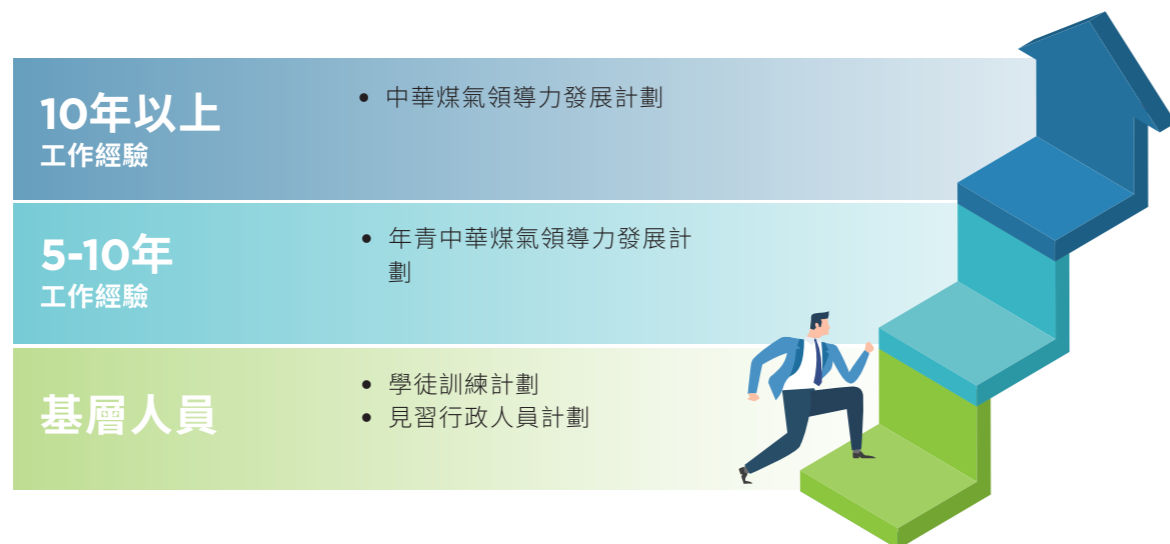 10年以上
工作經驗
• 中華煤氣領導力發展計劃
5-10年
工作經驗
• 年青中華煤氣領導力發展計
劃
基層人員
• 學徒訓練計劃
• 見習行政人員計劃